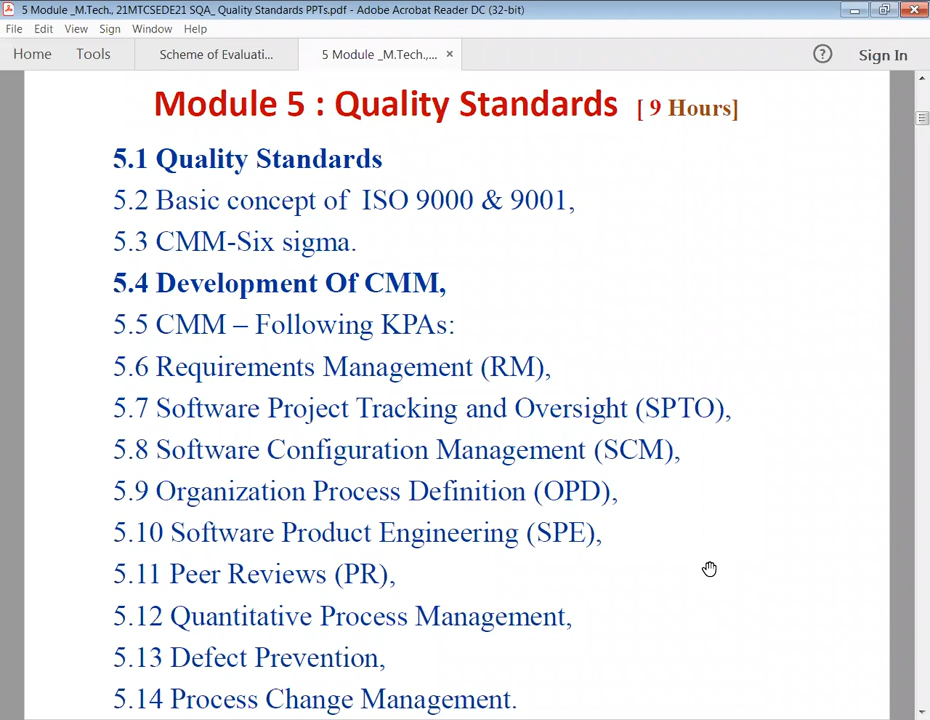 5 Module _M.Tech., 21MTCSEDE21 SQA_ Quality Standards PPTs.pdf - Adobe Acrobat Reader DC (32-bit)
File Edit View Sign Window Help
Home Tools Scheme of Evaluati... 5 Module _M.Tech.,... × ? Sign In
Module 5 : Quality Standards [ 9 Hours]
5.1 Quality Standards
5.2 Basic concept of ISO 9000 & 9001,
5.3 CMM-Six sigma.
5.4 Development Of CMM,
5.5 CMM – Following KPAs:
5.6 Requirements Management (RM),
5.7 Software Project Tracking and Oversight (SPTO),
5.8 Software Configuration Management (SCM),
5.9 Organization Process Definition (OPD),
5.10 Software Product Engineering (SPE),
5.11 Peer Reviews (PR),
5.12 Quantitative Process Management,
5.13 Defect Prevention,
5.14 Process Change Management.